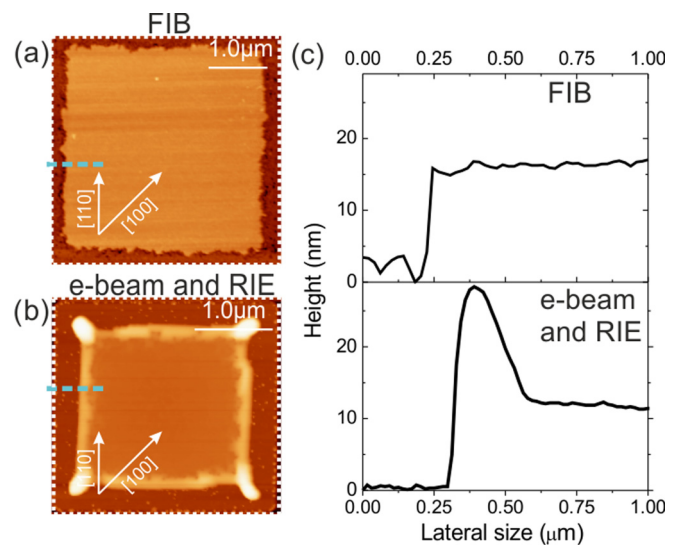 FIB
(a)
1.0μm
[110]
[100]
e-beam and RIE
(b)
1.0μm
[110]
[100]
(c)
0.00 0.25 0.50 0.75 1.00
FIB
20
10
0
e-beam
and RIE
20
10
0
Height (nm)
0.00 0.25 0.50 0.75 1.00
Lateral size (μm)